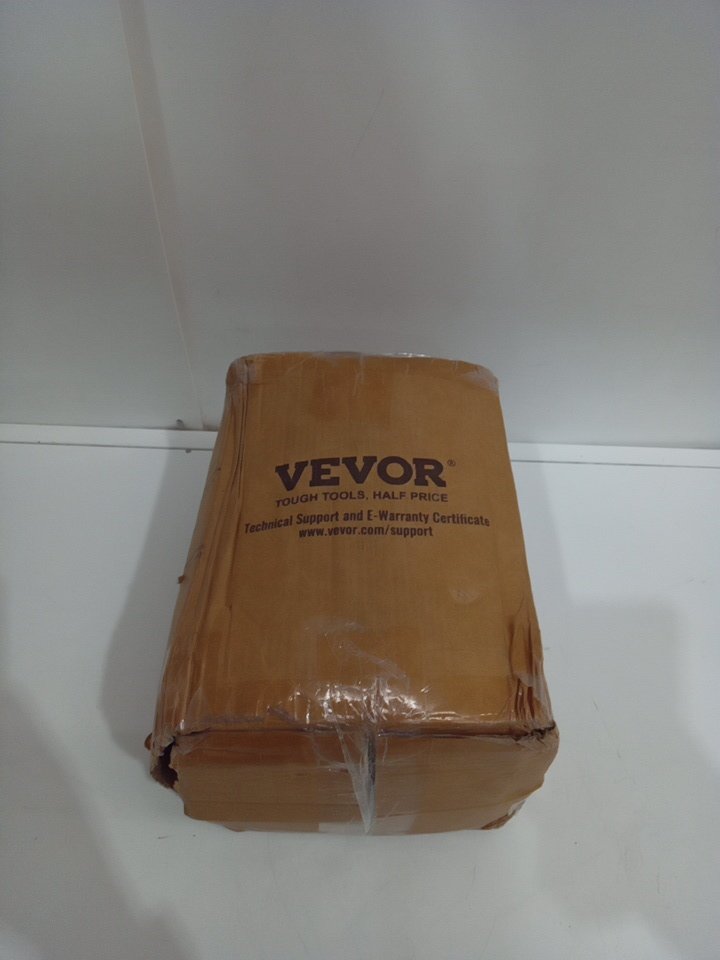 VEVOR®
TOUGH TOOLS, HALF PRICE
Technical Support and E-Warranty Certificate
www.vevor.com/support